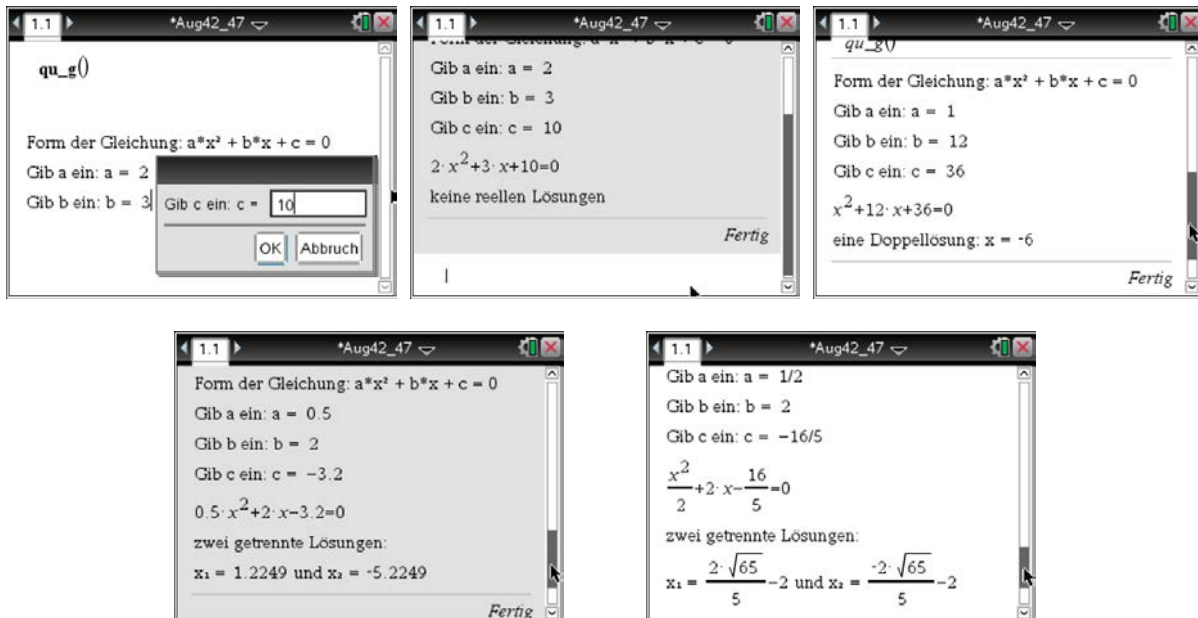 1.1 *Aug42_47
qu_g()
Form der Gleichung: a*x² + b*x + c = 0
Gib a ein: a = 2
Gib b ein: b = 3
Gib c ein: c = 10
OK Abbruch
1.1 *Aug42_47
Form der Gleichung: a*x² + b*x + c = 0
Gib a ein: a = 2
Gib b ein: b = 3
Gib c ein: c = 10
2·x²+3·x+10=0
keine reellen Lösungen
Fertig
1.1 *Aug42_47
qu_g()
Form der Gleichung: a*x² + b*x + c = 0
Gib a ein: a = 1
Gib b ein: b = 12
Gib c ein: c = 36
x²+12·x+36=0
eine Doppellösung: x = -6
Fertig
1.1 *Aug42_47
Form der Gleichung: a*x² + b*x + c = 0
Gib a ein: a = 0.5
Gib b ein: b = 2
Gib c ein: c = −3.2
0.5·x²+2·x−3.2=0
zwei getrennte Lösungen:
x₁ = 1.2249 und x₂ = -5.2249
Fertig
1.1 *Aug42_47
Gib a ein: a = 1/2
Gib b ein: b = 2
Gib c ein: c = −16/5
x²/2+2·x−16/5=0
zwei getrennte Lösungen:
x₁ = 2·√65/5−2 und x₂ = -2·√65/5−2